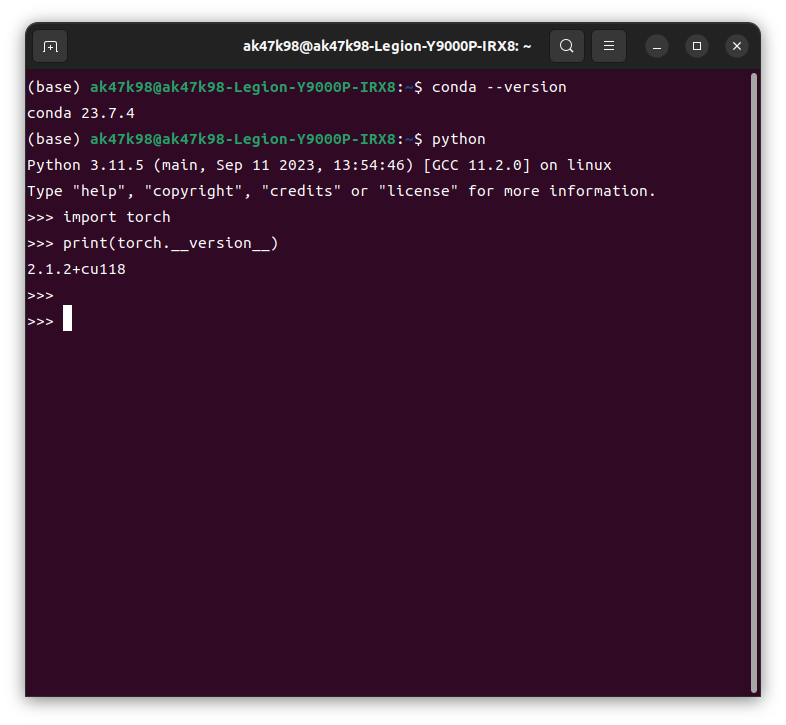 ak47k98@ak47k98-Legion-Y9000P-IRX8: ~
(base) ak47k98@ak47k98-Legion-Y9000P-IRX8:~$ conda --version
conda 23.7.4
(base) ak47k98@ak47k98-Legion-Y9000P-IRX8:~$ python
Python 3.11.5 (main, Sep 11 2023, 13:54:46) [GCC 11.2.0] on linux
Type "help", "copyright", "credits" or "license" for more information.
>>> import torch
>>> print(torch.__version__)
2.1.2+cu118
>>>
>>>